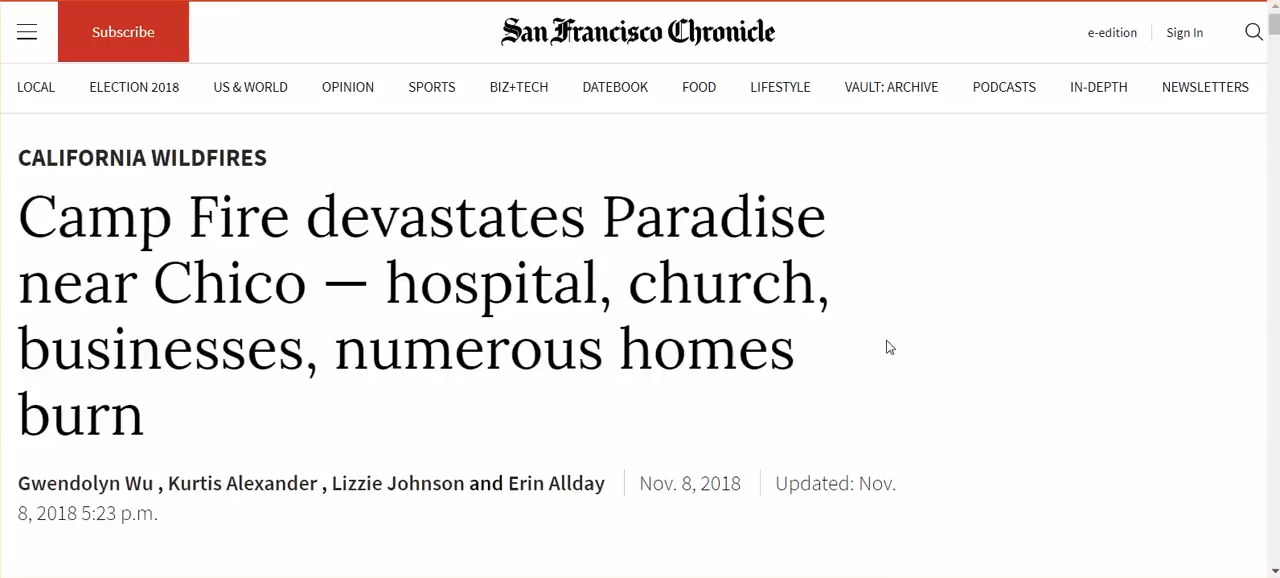 Subscribe
San Francisco Chronicle
e-edition
Sign In
LOCAL ELECTION 2018 US & WORLD OPINION SPORTS BIZ+TECH DATEBOOK FOOD LIFESTYLE VAULT: ARCHIVE PODCASTS IN-DEPTH NEWSLETTERS
CALIFORNIA WILDFIRES
Camp Fire devastates Paradise
near Chico — hospital, church,
businesses, numerous homes
burn
Gwendolyn Wu , Kurtis Alexander , Lizzie Johnson and Erin Allday Nov. 8, 2018 Updated: Nov.
8, 2018 5:23 p.m.